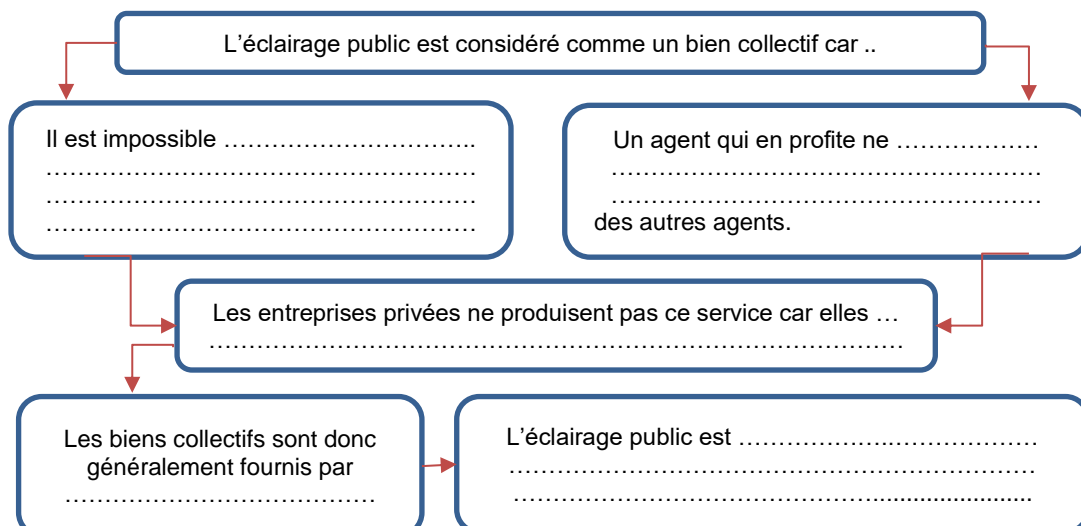 L’éclairage public est considéré comme un bien collectif car ..
Il est impossible ……………………………..
………………………………………………
………………………………………………
………………………………………………
Un agent qui en profite ne ………………
………………………………………………
………………………………………………
des autres agents.
Les entreprises privées ne produisent pas ce service car elles …
……………………………………………………………………………
Les biens collectifs sont donc
généralement fournis par
…………………………………
L’éclairage public est ……………………………….
…………………………………………………………
……………………………………….......................